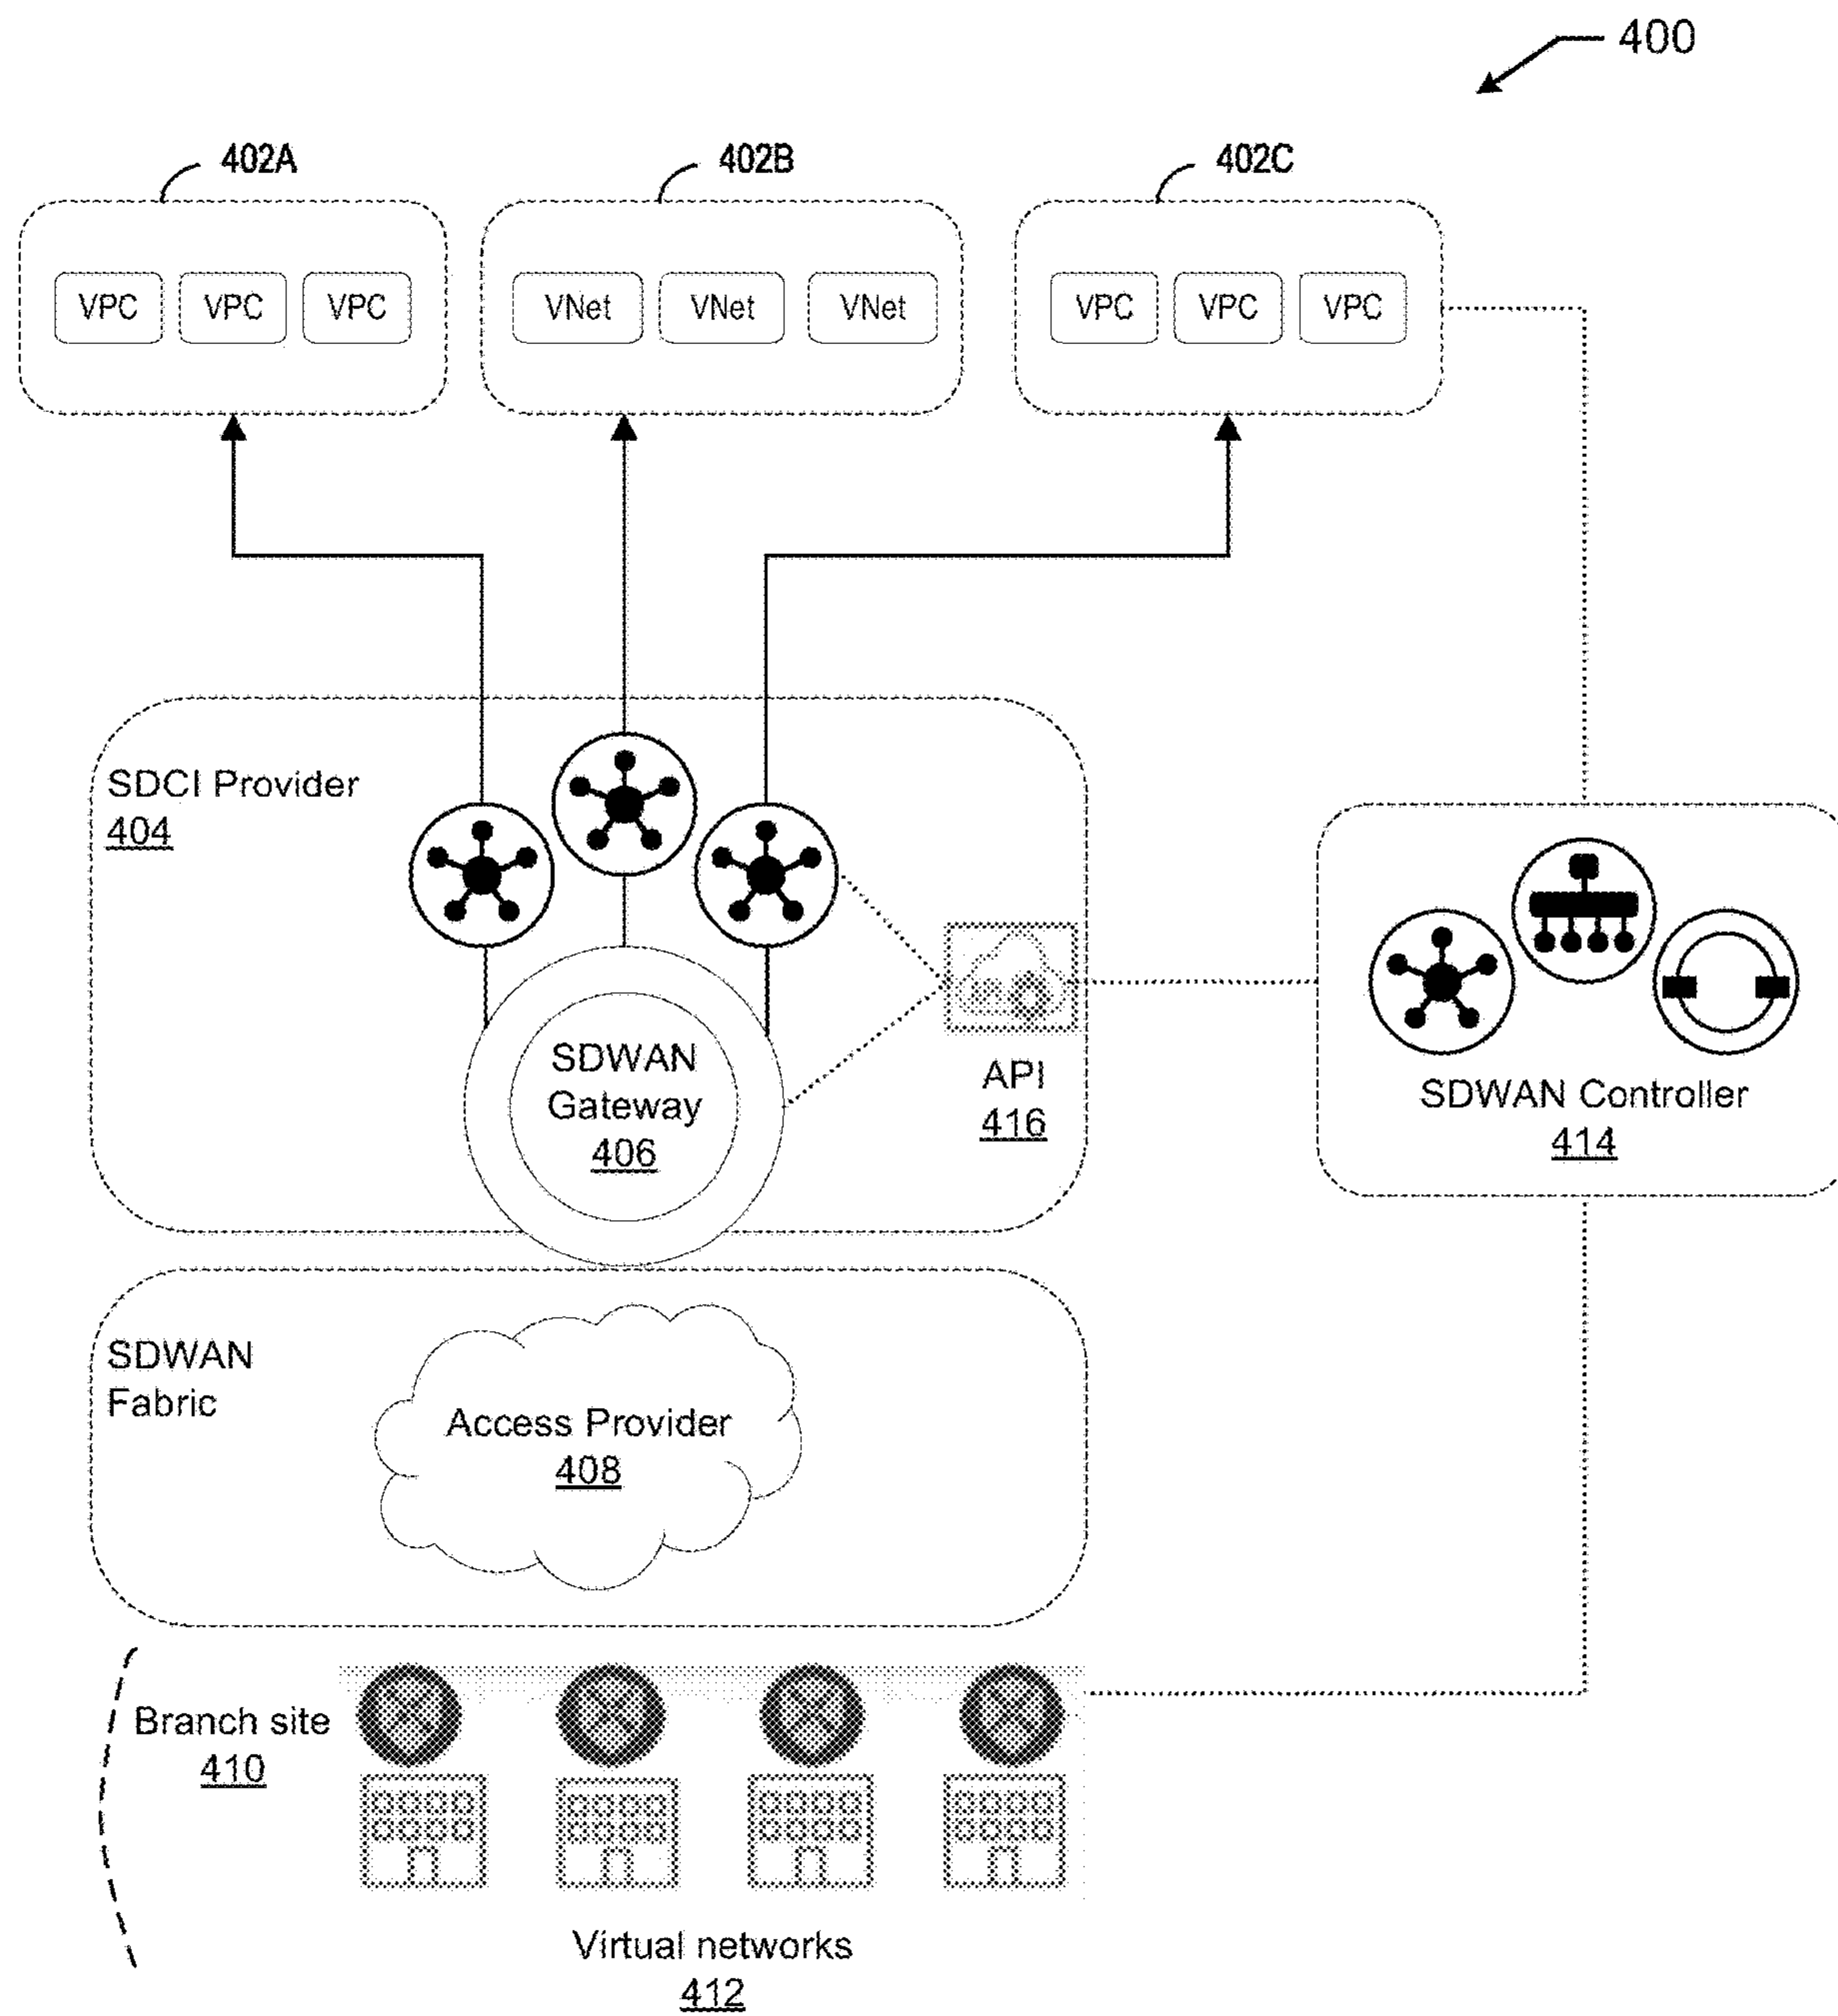 400
402A
402B
402C
VPC VPC VPC
VNet VNet VNet
VPC VPC VPC
SDCI Provider
404
SDWAN
Gateway
406
API
416
SDWAN Controller
414
SDWAN
Fabric
Access Provider
408
Branch site
410
Virtual networks
412